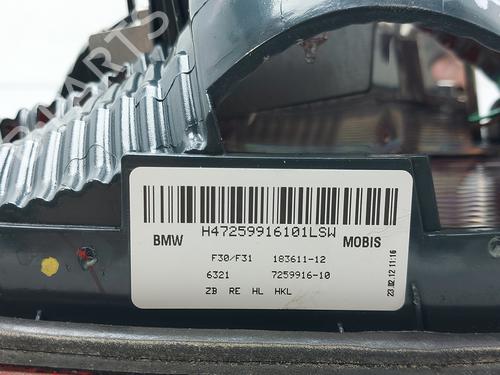 H47259916101LSW
BMW MOBIS
F30/F31 183611-12
6321 7259916-10
ZB RE HL HKL
23.02.12 11:16